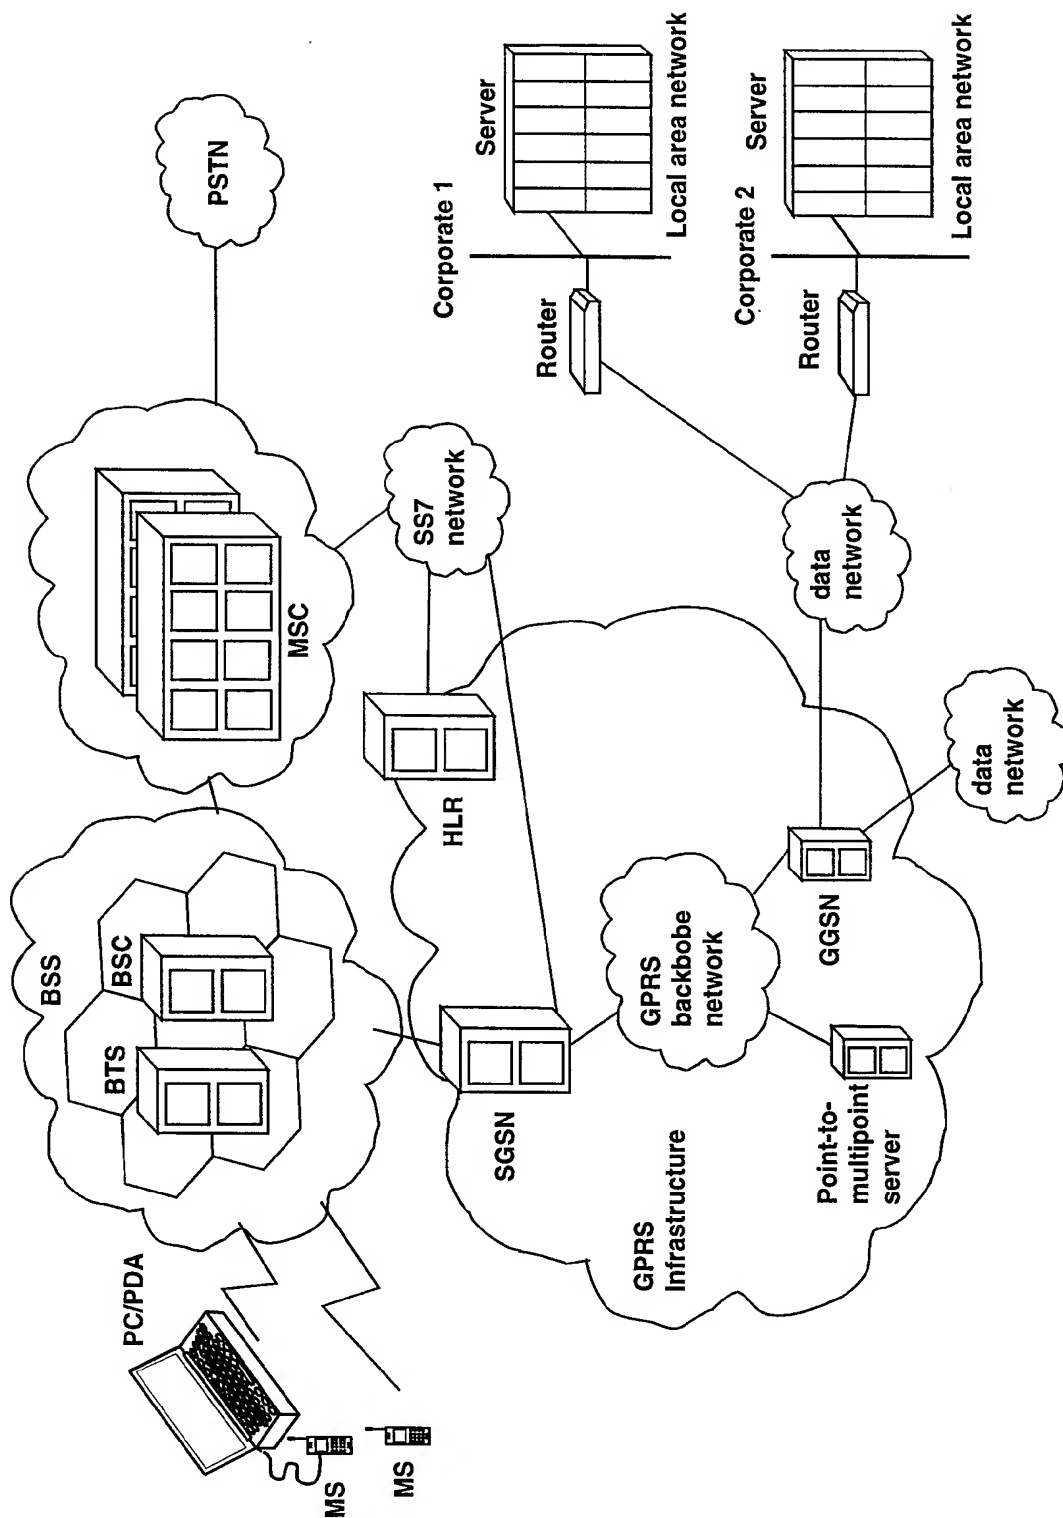 PC/PDA
MS
MS
BSS
BTS
BSC
MSC
PSTN
SS7
network
HLR
SGSN
GPRS
Infrastructure
GPRS
backbobe
network
Point-to-
multipoint
server
GGSN
data
network
data
network
Router
Corporate 1
Server
Local area network
Router
Corporate 2
Server
Local area network